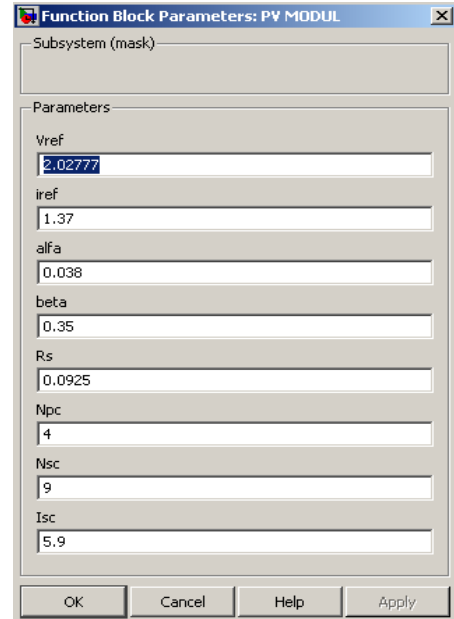 Function Block Parameters: PV MODUL
Subsystem (mask)
Parameters
Vref
2.02777
iref
1.37
alfa
0.038
beta
0.35
Rs
0.0925
Npc
4
Nsc
9
Isc
5.9
OK Cancel Help Apply